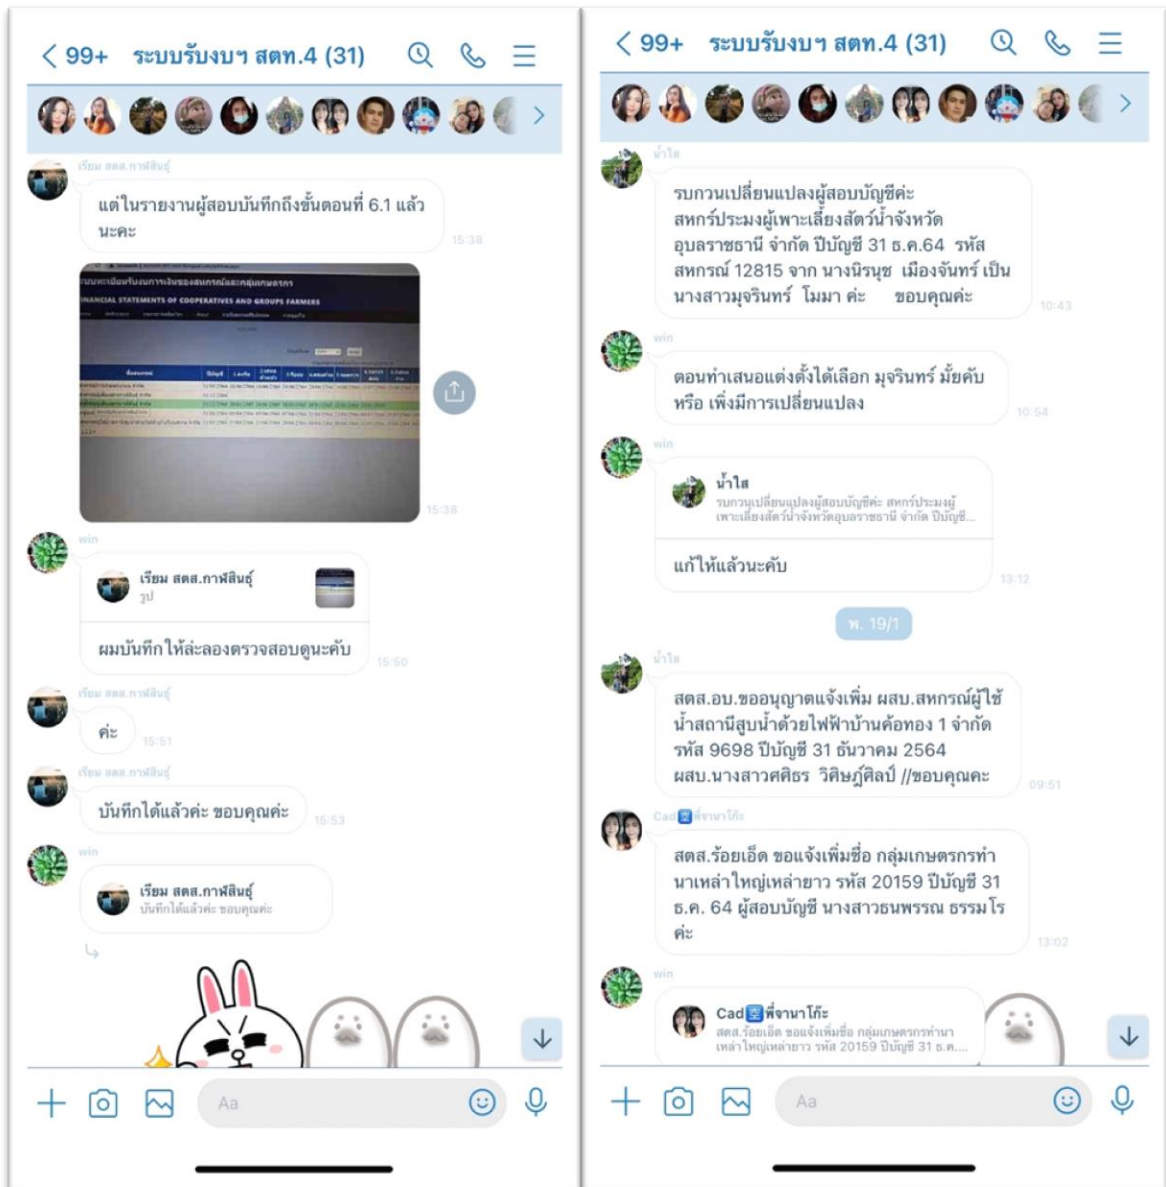 99+ ระบบรับงบฯ สตท.4 (31)
เรียม สตส.กาฬสินธุ์
แต่ในรายงานผู้สอบบันทึกถึงขั้นตอนที่ 6.1 แล้ว
นะคะ
15:38
FINANCIAL STATEMENTS OF COOPERATIVES AND GROUPS FARMERS
15:38
win
เรียม สตส.กาฬสินธุ์
รูป
ผมบันทึกให้ล่ะลองตรวจสอบดูนะคับ
15:50
เรียม สตส.กาฬสินธุ์
ค่ะ
15:51
เรียม สตส.กาฬสินธุ์
บันทึกได้แล้วค่ะ ขอบคุณค่ะ
15:53
win
เรียม สตส.กาฬสินธุ์
บันทึกได้แล้วค่ะ ขอบคุณค่ะ
Aa
99+ ระบบรับงบฯ สตท.4 (31)
น้ำใส
รบกวนเปลี่ยนแปลงผู้สอบบัญชีค่ะ
สหกร์ประมงผู้เพาะเลี้ยงสัตว์น้ำจังหวัด
อุบลราชธานี จำกัด ปีบัญชี 31 ธ.ค.64 รหัส
สหกรณ์ 12815 จาก นางนิรนุช เมืองจันทร์ เป็น
นางสาวมุจรินทร์ โมมา ค่ะ ขอบคุณค่ะ
10:43
win
ตอนทำเสนอแต่งตั้งได้เลือก มุจรินทร์ มั้ยคับ
หรือ เพิ่งมีการเปลี่ยนแปลง
10:54
win
น้ำใส
รบกวนเปลี่ยนแปลงผู้สอบบัญชีค่ะ สหกร์ประมงผู้
เพาะเลี้ยงสัตว์น้ำจังหวัดอุบลราชธานี จำกัด ปีบัญชี...
แก้ให้แล้วนะคับ
13:12
พ. 19/1
น้ำใส
สตส.อบ.ขออนุญาตแจ้งเพิ่ม ผสบ.สหกรณ์ผู้ใช้
น้ำสถานีสูบน้ำด้วยไฟฟ้าบ้านค้อทอง 1 จำกัด
รหัส 9698 ปีบัญชี 31 ธันวาคม 2564
ผสบ.นางสาวศศิธร วิศิษฎ์ศิลป์ //ขอบคุณคะ
09:51
Cad🈳พี่จานาโก๊ะ
สตส.ร้อยเอ็ด ขอแจ้งเพิ่มชื่อ กลุ่มเกษตรกรทำ
นาเหล่าใหญ่เหล่ายาว รหัส 20159 ปีบัญชี 31
ธ.ค. 64 ผู้สอบบัญชี นางสาวธนพรรณ ธรรมโร
ค่ะ
13:02
win
Cad🈳พี่จานาโก๊ะ
สตส.ร้อยเอ็ด ขอแจ้งเพิ่มชื่อ กลุ่มเกษตรกรทำนา
เหล่าใหญ่เหล่ายาว รหัส 20159 ปีบัญชี 31 ธ.ค....
Aa